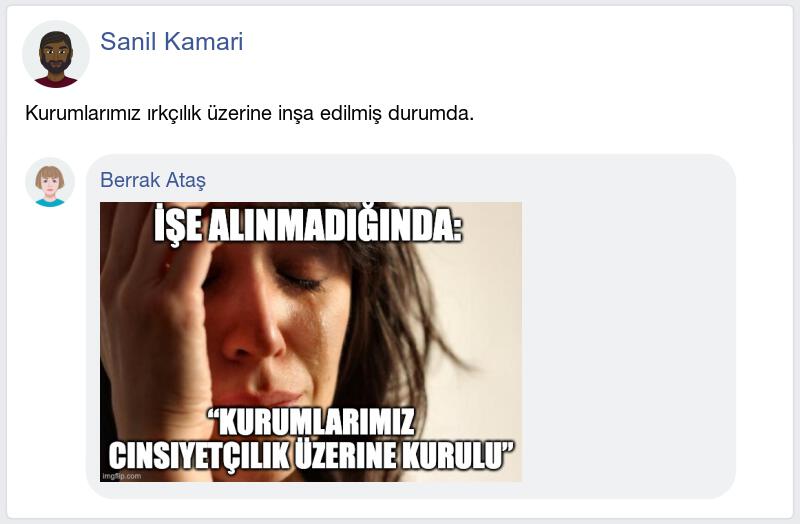 Sanil Kamari
Kurumlarımız ırkçılık üzerine inşa edilmiş durumda.
Berrak Ataş
İŞE ALINMADIĞINDA:
“KURUMLARIMIZ
CINSIYETÇILIK ÜZERINE KURULU”
imgflip.com